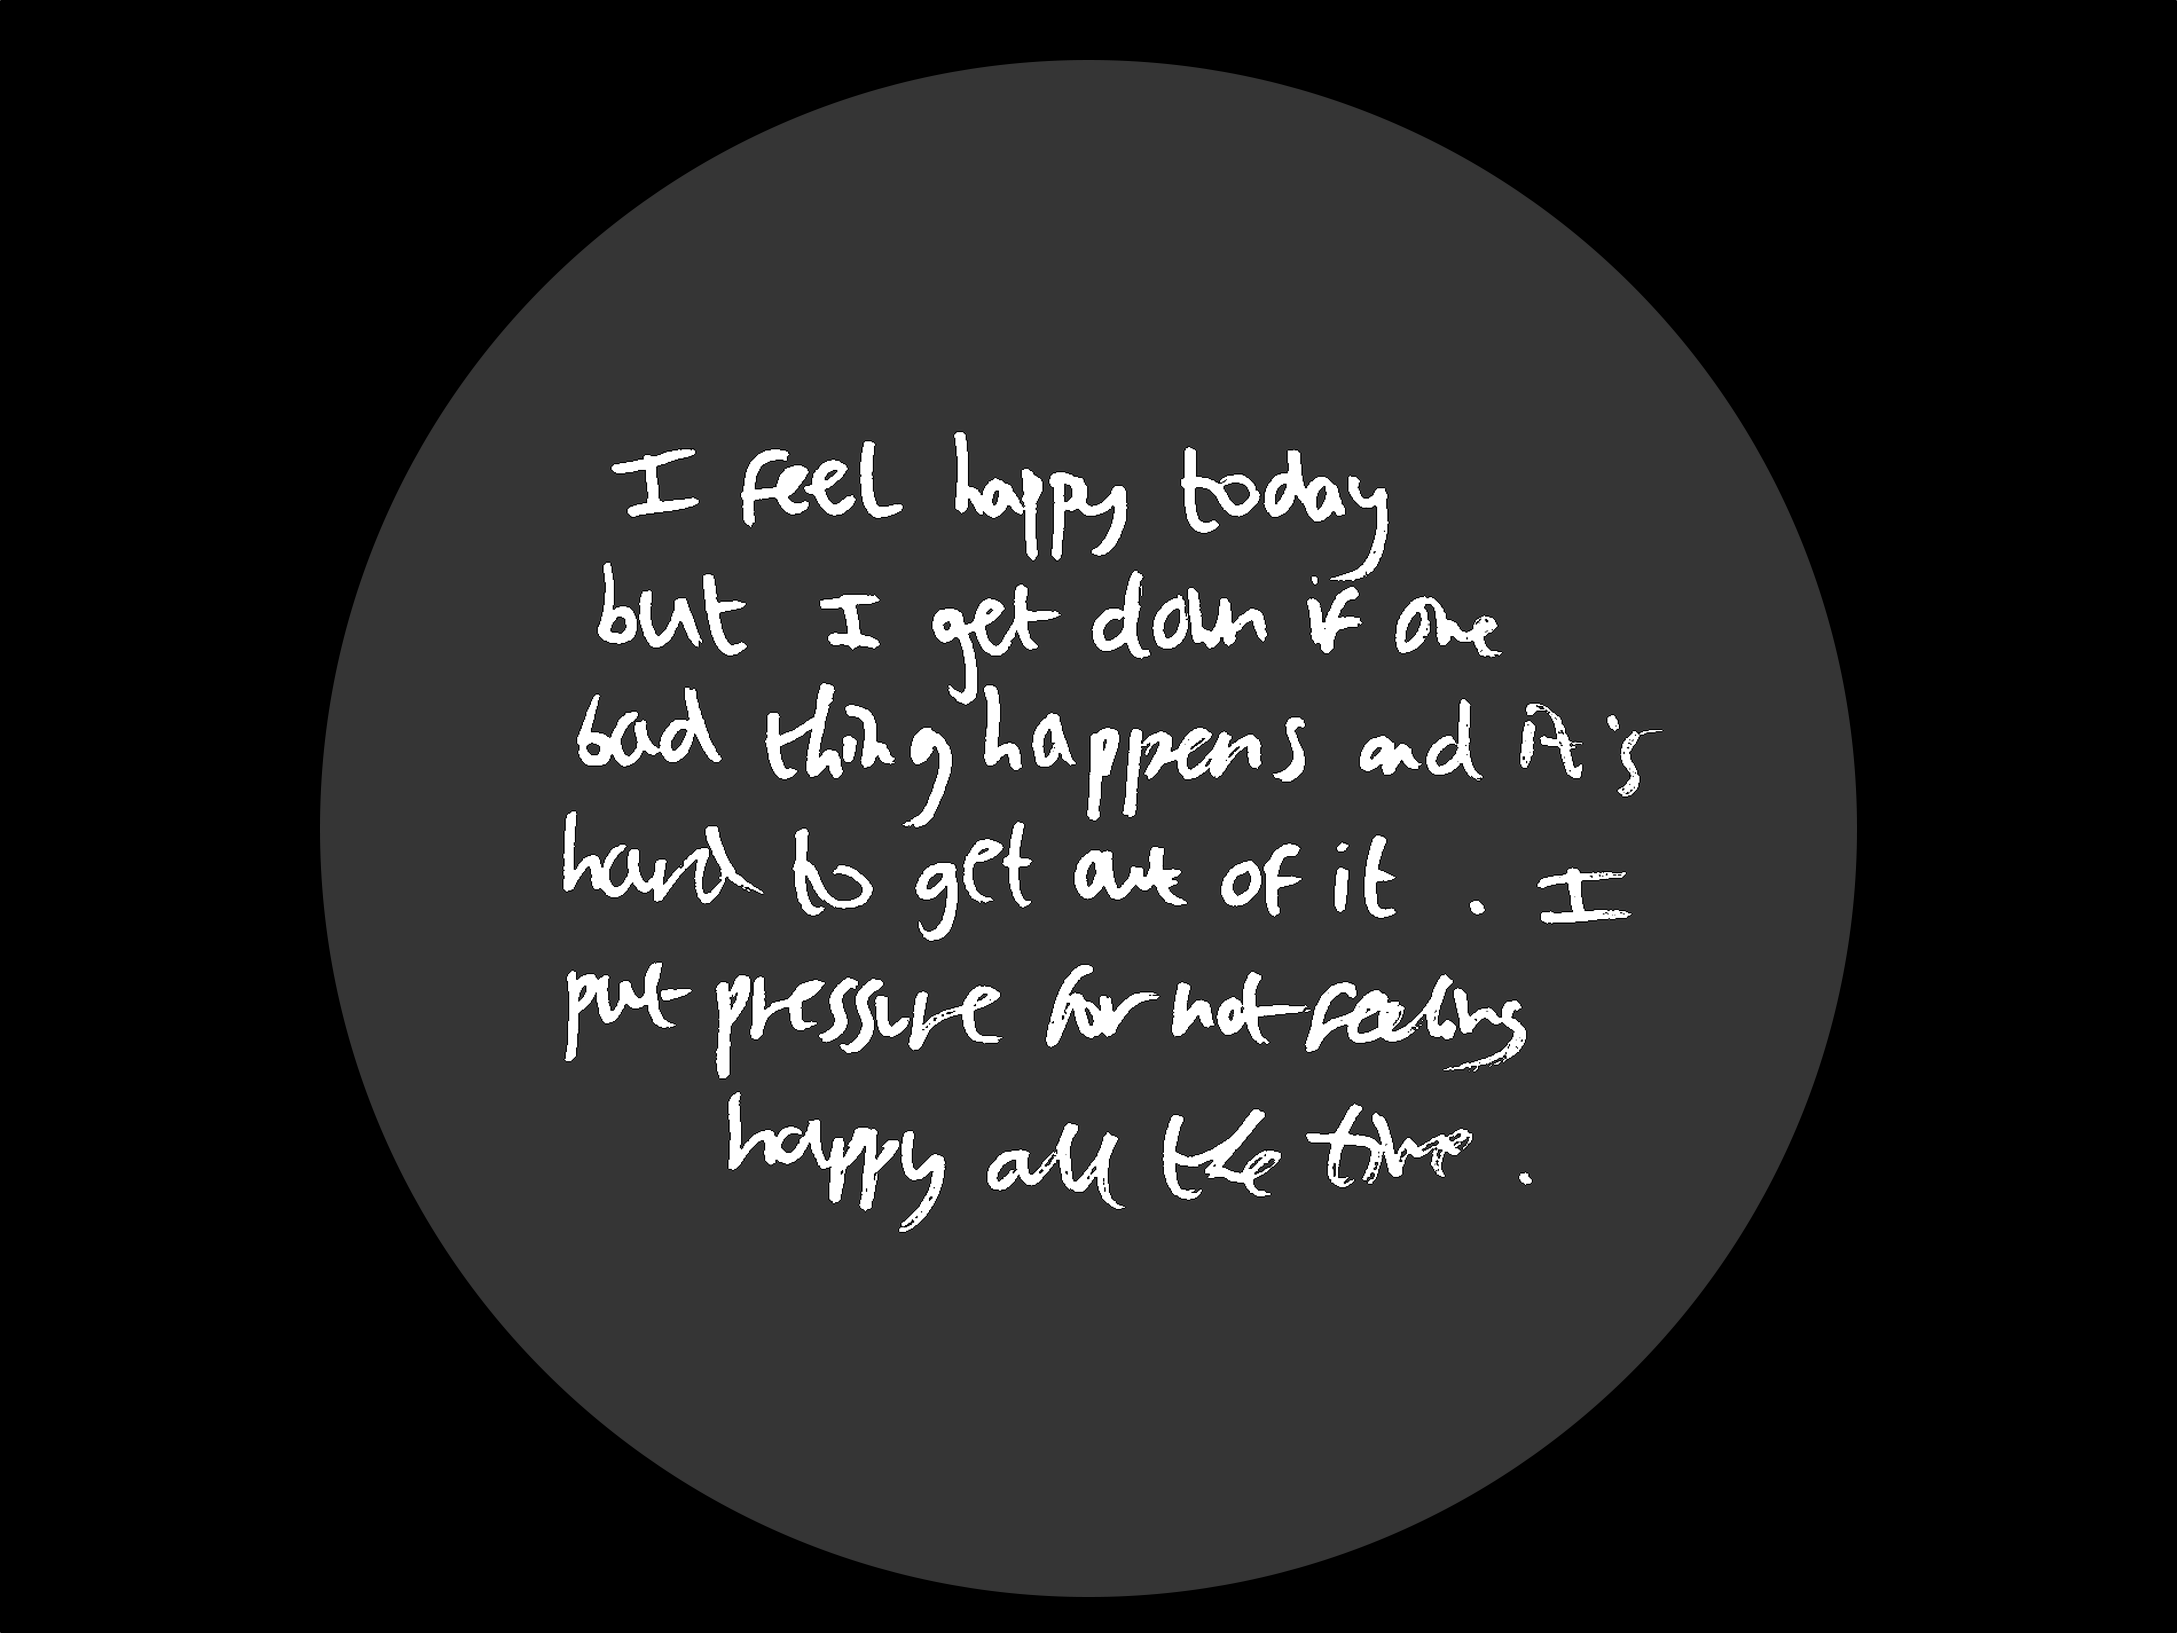 I feel happy today
but I get down if one
bad thing happens and it's
hard to get out of it . I
put pressure for not feeling
happy all the time .